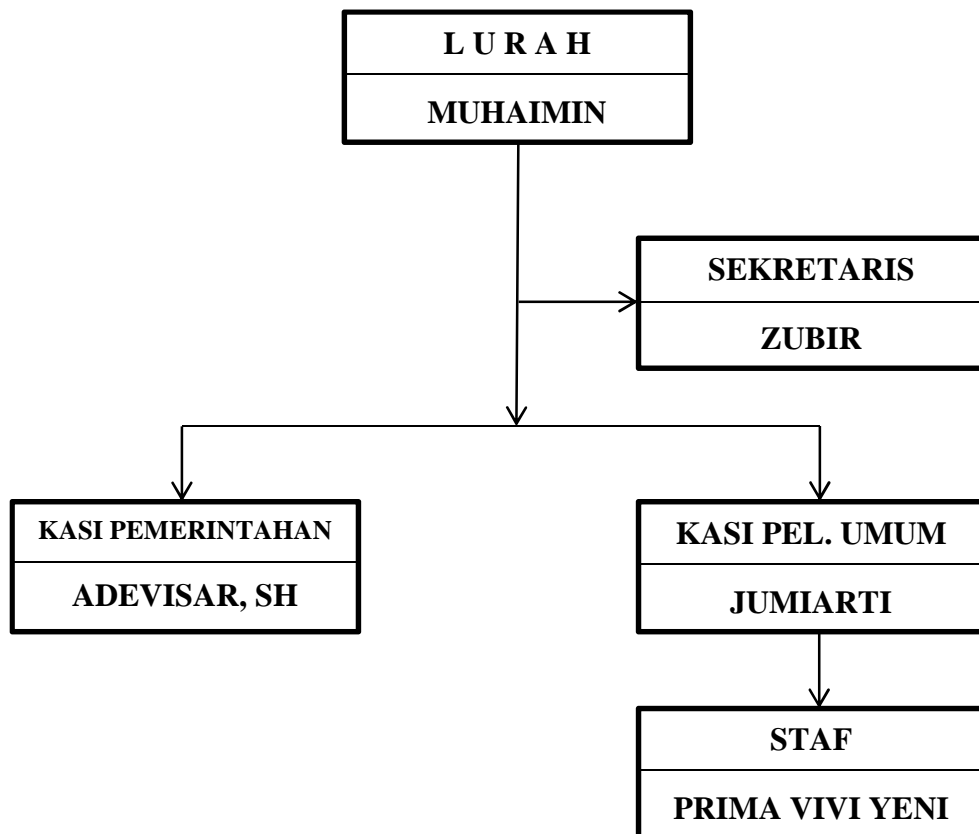 L U R A H
MUHAIMIN
SEKRETARIS
ZUBIR
KASI PEMERINTAHAN
ADEVISAR, SH
KASI PEL. UMUM
JUMIARTI
STAF
PRIMA VIVI YENI